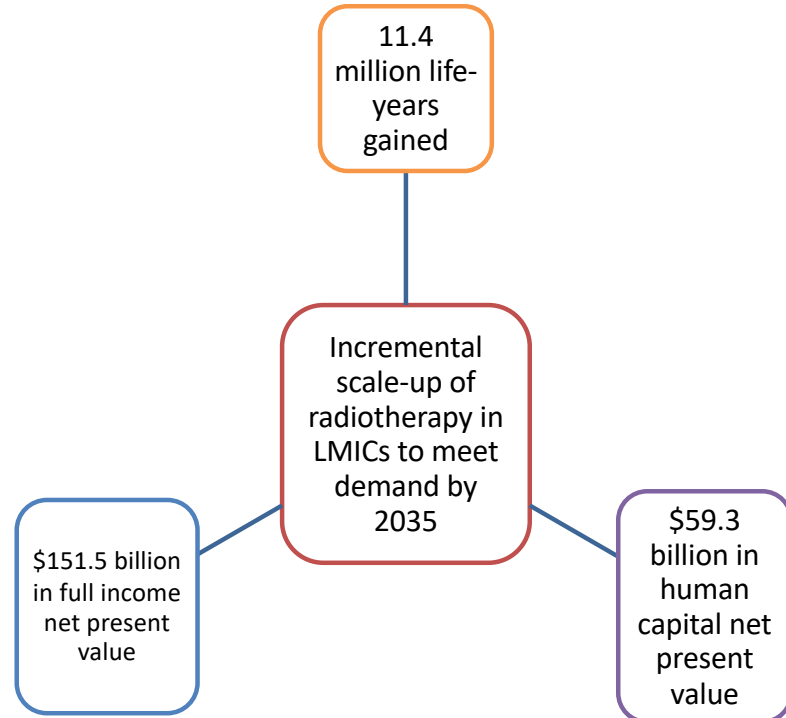 11.4
million life-
years
gained
Incremental
scale-up of
radiotherapy in
LMICs to meet
demand by
2035
$151.5 billion
in full income
net present
value
$59.3
billion in
human
capital net
present
value